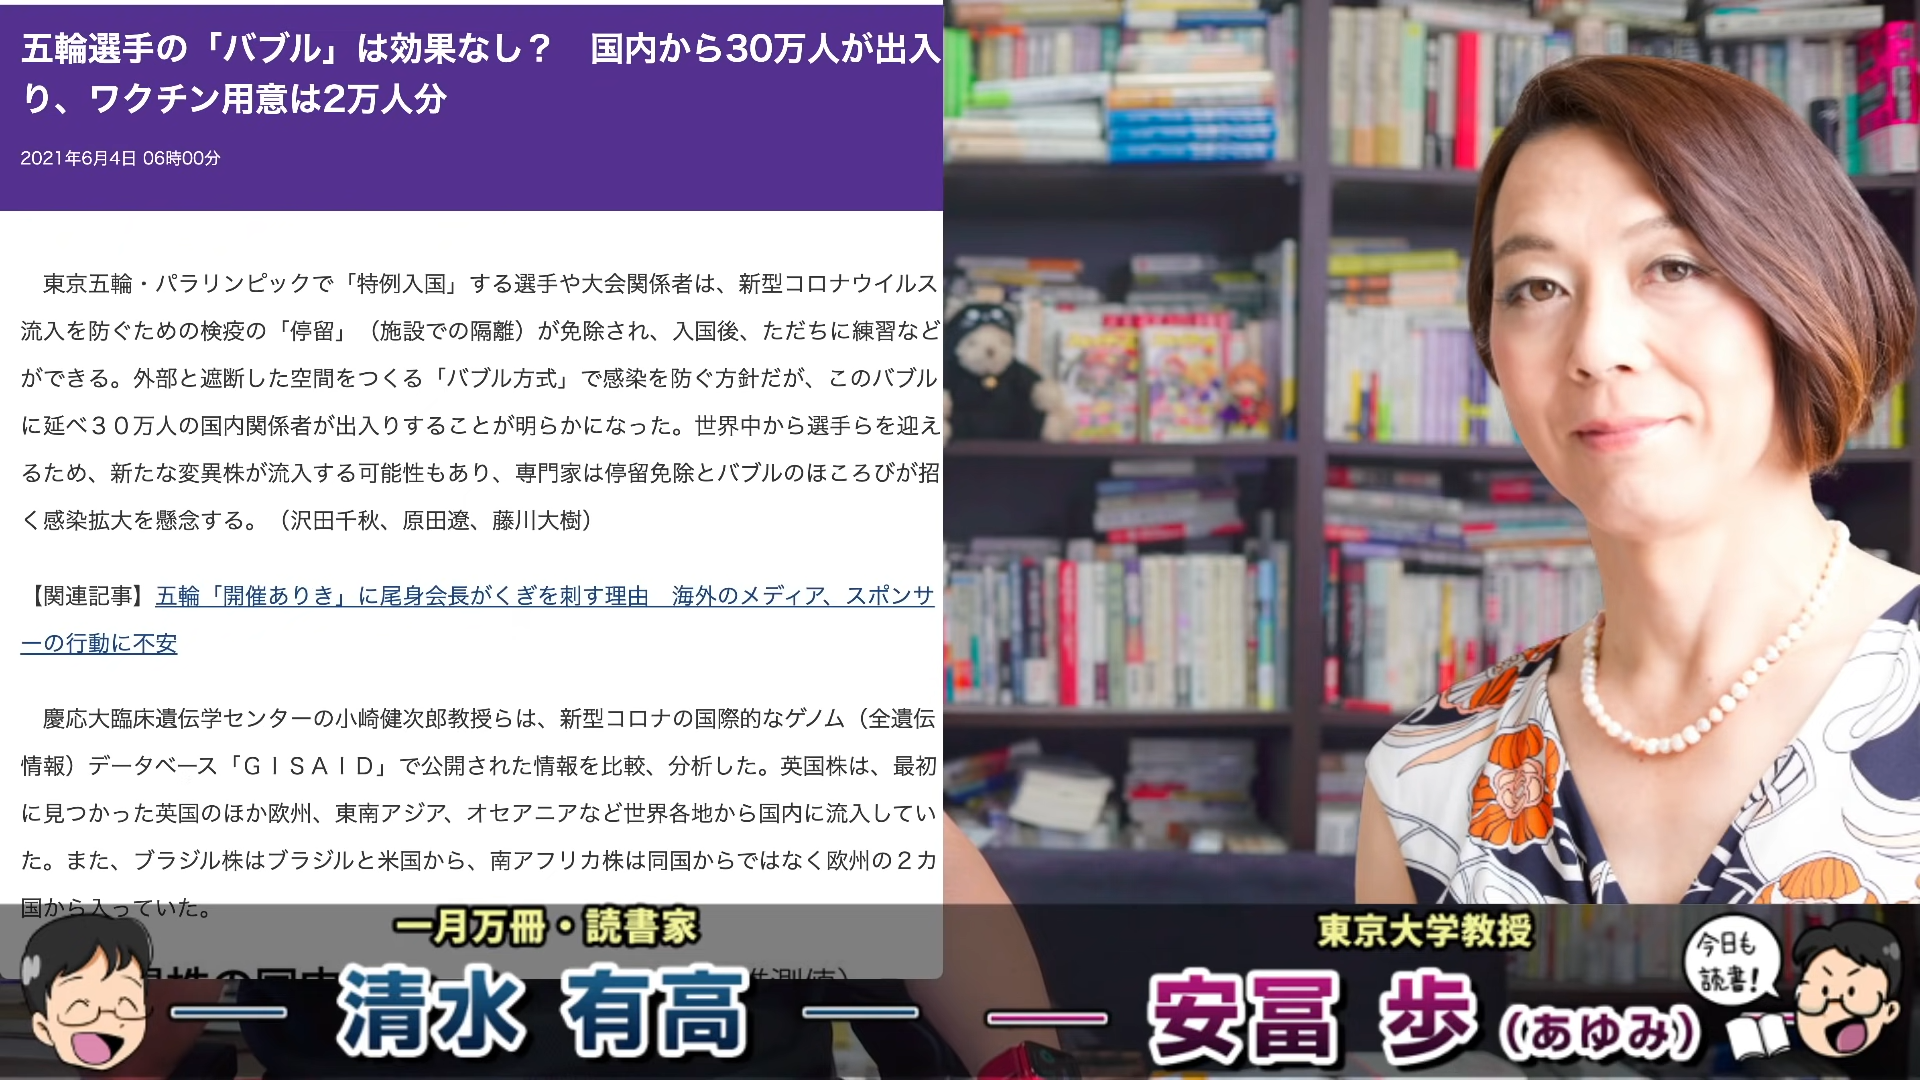 五輪選手の「バブル」は効果なし？　国内から30万人が出入
り、ワクチン用意は2万人分
2021年6月4日 06時00分
東京五輪・パラリンピックで「特例入国」する選手や大会関係者は、新型コロナウイルス
流入を防ぐための検疫の「停留」（施設での隔離）が免除され、入国後、ただちに練習など
ができる。外部と遮断した空間をつくる「バブル方式」で感染を防ぐ方針だが、このバブル
に延べ３０万人の国内関係者が出入りすることが明らかになった。世界中から選手らを迎え
るため、新たな変異株が流入する可能性もあり、専門家は停留免除とバブルのほころびが招
く感染拡大を懸念する。（沢田千秋、原田遼、藤川大樹）
【関連記事】五輪「開催ありき」に尾身会長がくぎを刺す理由　海外のメディア、スポンサ
ーの行動に不安
慶応大臨床遺伝学センターの小崎健次郎教授らは、新型コロナの国際的なゲノム（全遺伝
情報）データベース「ＧＩＳＡＩＤ」で公開された情報を比較、分析した。英国株は、最初
に見つかった英国のほか欧州、東南アジア、オセアニアなど世界各地から国内に流入してい
た。また、ブラジル株はブラジルと米国から、南アフリカ株は同国からではなく欧州の２カ
国から入っていた。
一月万冊・読書家
清水 有高
東京大学教授
安冨 歩 (あゆみ)
今日も
読書！